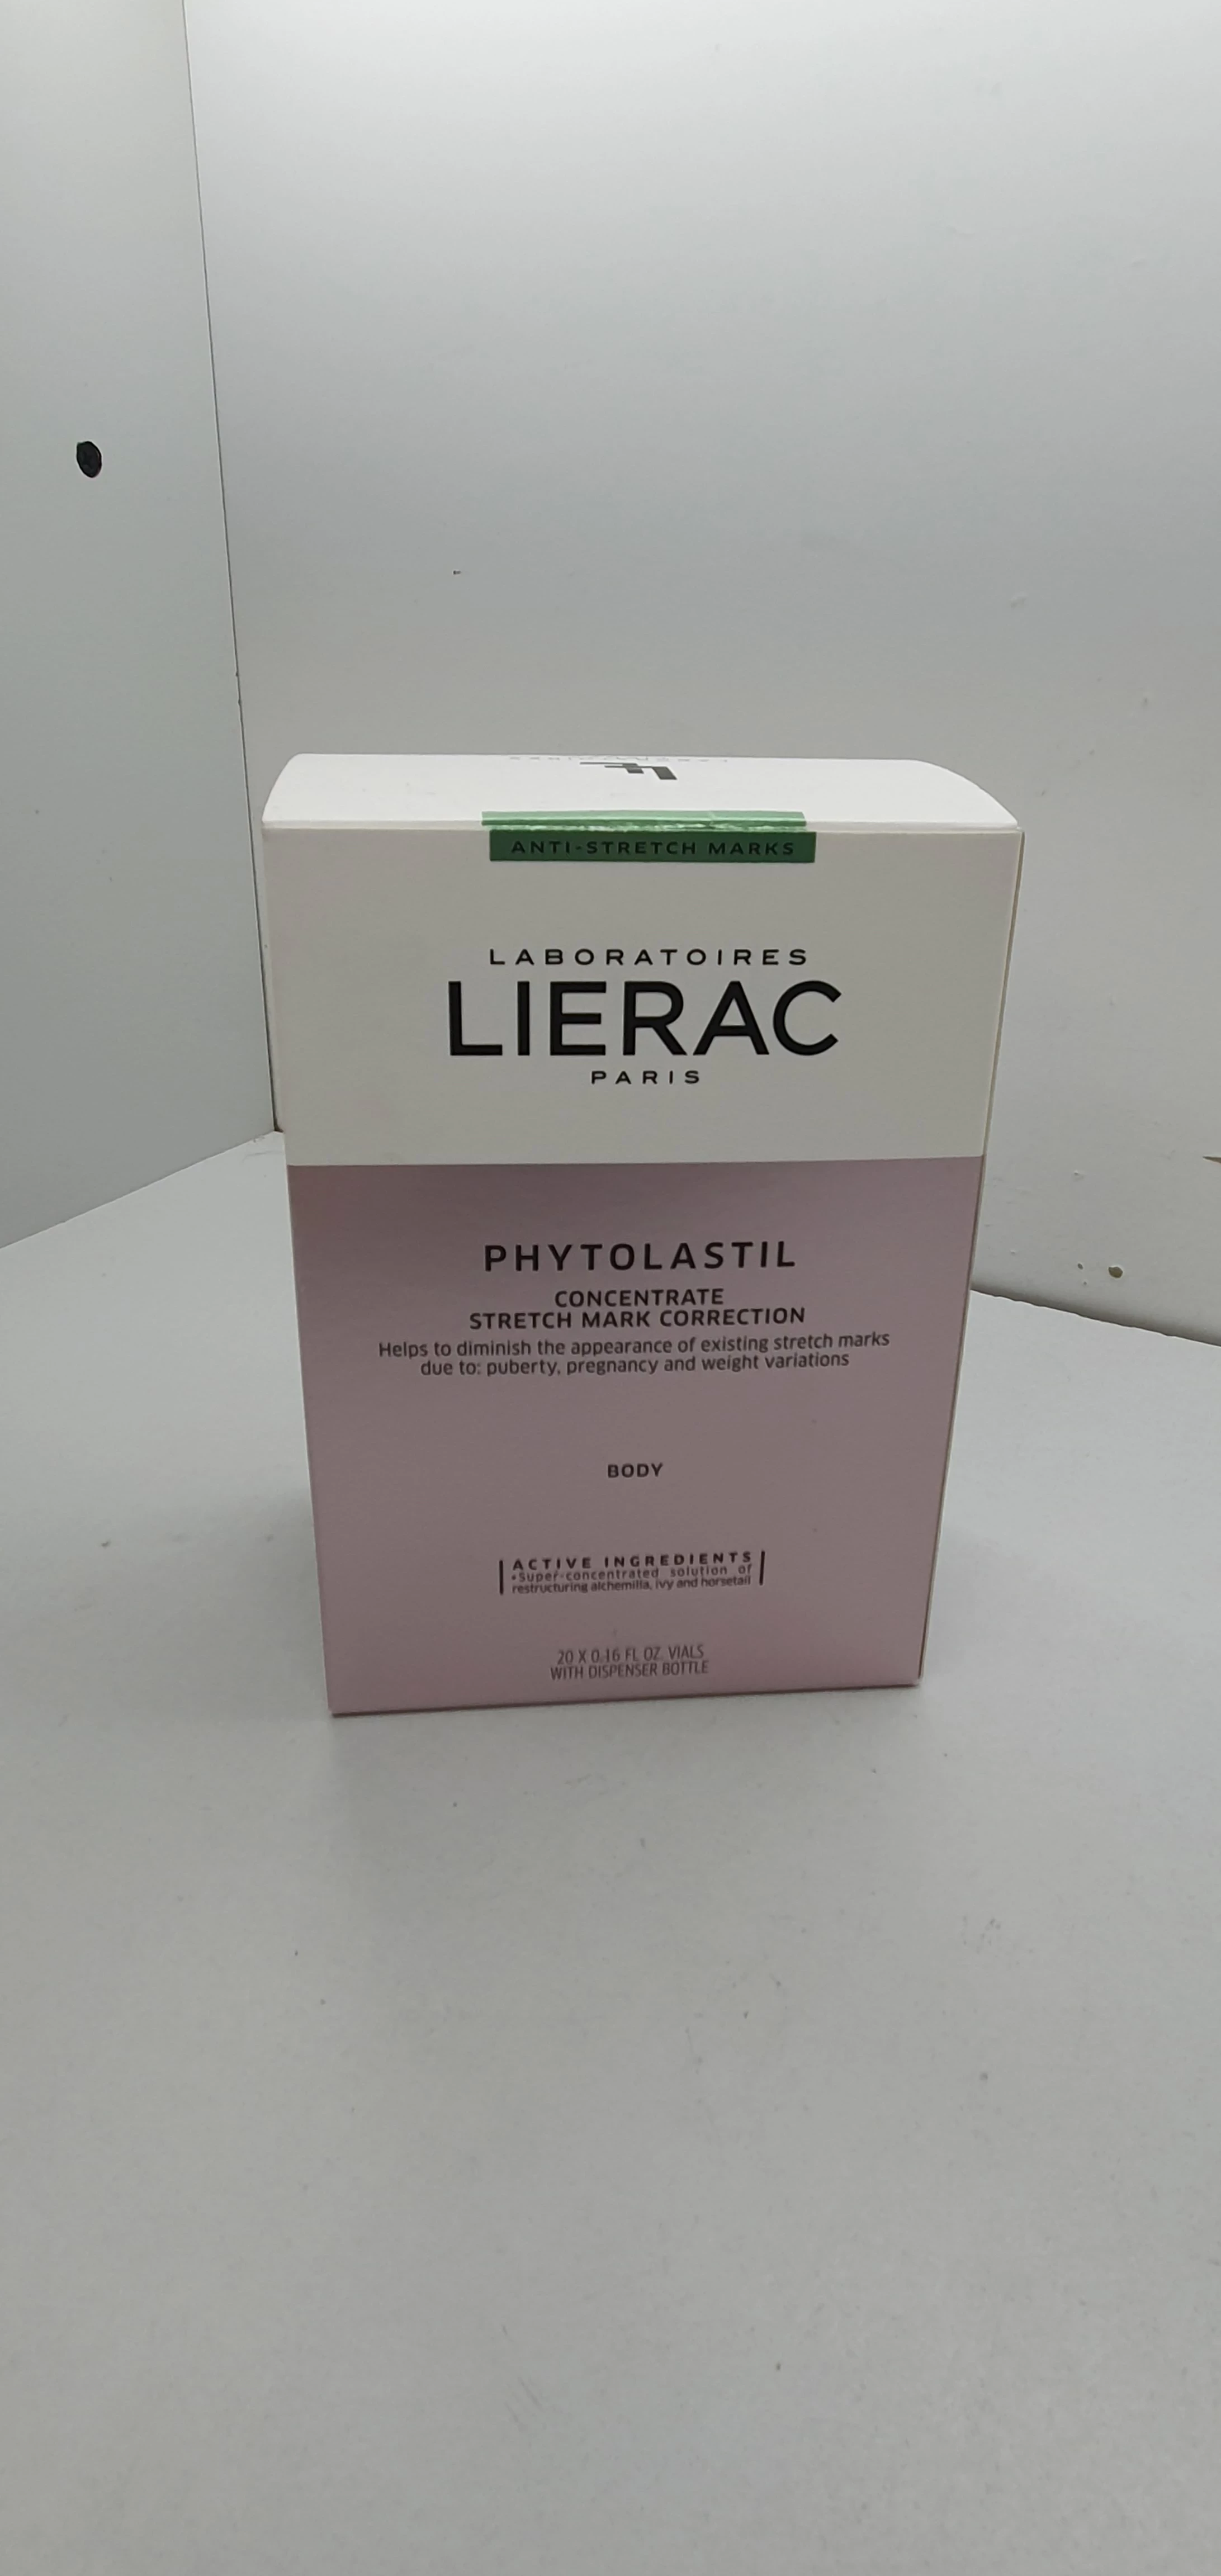 ANTI-STRETCH MARKS
LABORATOIRES
LIERAC
PARIS
PHYTOLASTIL
CONCENTRATE
STRETCH MARK CORRECTION
Helps to diminish the appearance of existing stretch marks
due to: puberty, pregnancy and weight variations
BODY
ACTIVE INGREDIENTS
•Super-concentrated solution of
restructuring alchemilla, ivy and horsetail
20 X 0.16 FL OZ. VIALS
WITH DISPENSER BOTTLE